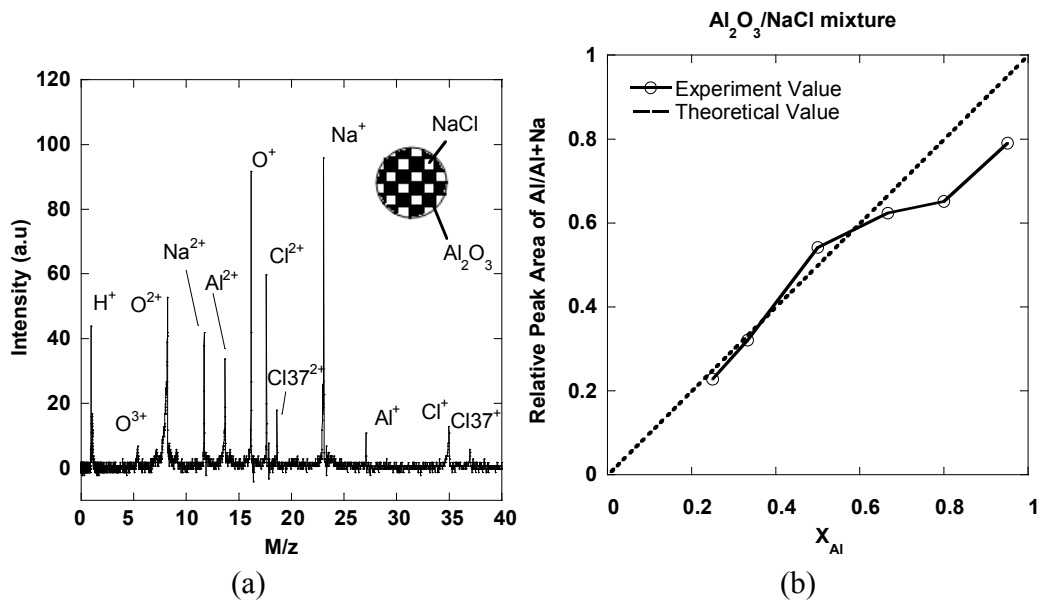 Al₂O₃/NaCl mixture
120
100
80
60
40
20
0
0 5 10 15 20 25 30 35 40
Intensity (a.u)
M/z
H⁺
O³⁺
O²⁺
Na²⁺
Al²⁺
O⁺
Cl²⁺
Cl37²⁺
Na⁺
Al⁺
Cl⁺
Cl37⁺
NaCl
Al₂O₃
(a)
1
0.8
0.6
0.4
0.2
0
0 0.2 0.4 0.6 0.8 1
Relative Peak Area of Al/Al+Na
X_Al
Experiment Value
Theoretical Value
(b)